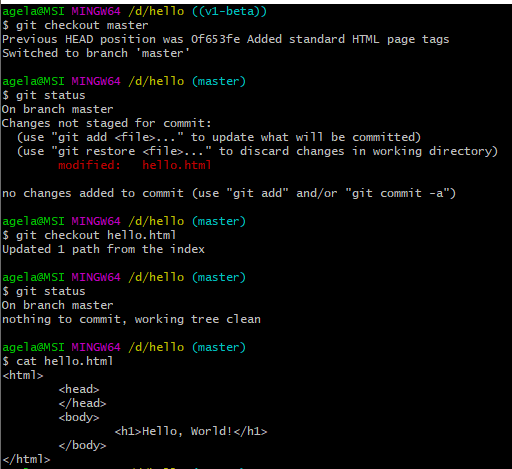 agela@MSI MINGW64 /d/hello ((v1-beta))
$ git checkout master
Previous HEAD position was 0f653fe Added standard HTML page tags
Switched to branch 'master'
agela@MSI MINGW64 /d/hello (master)
$ git status
On branch master
Changes not staged for commit:
  (use "git add <file>..." to update what will be committed)
  (use "git restore <file>..." to discard changes in working directory)
        modified:   hello.html
no changes added to commit (use "git add" and/or "git commit -a")
agela@MSI MINGW64 /d/hello (master)
$ git checkout hello.html
Updated 1 path from the index
agela@MSI MINGW64 /d/hello (master)
$ git status
On branch master
nothing to commit, working tree clean
agela@MSI MINGW64 /d/hello (master)
$ cat hello.html
<html>
        <head>
        </head>
        <body>
                <h1>Hello, World!</h1>
        </body>
</html>